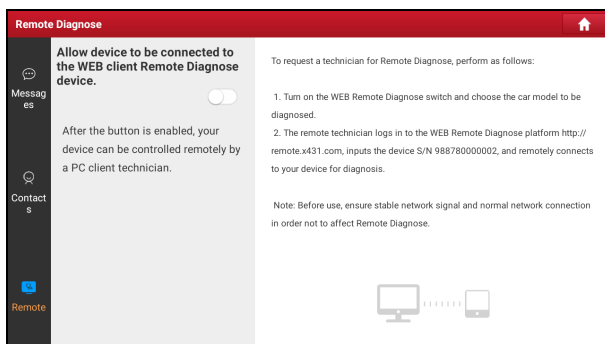 Remote Diagnose
Messag
es
Contact
s
Remote
Allow device to be connected to
the WEB client Remote Diagnose
device.
After the button is enabled, your
device can be controlled remotely by
a PC client technician.
To request a technician for Remote Diagnose, perform as follows:
1. Turn on the WEB Remote Diagnose switch and choose the car model to be
diagnosed.
2. The remote technician logs in to the WEB Remote Diagnose platform http://
remote.x431.com, inputs the device S/N 988780000002, and remotely connects
to your device for diagnosis.
Note: Before use, ensure stable network signal and normal network connection
in order not to affect Remote Diagnose.